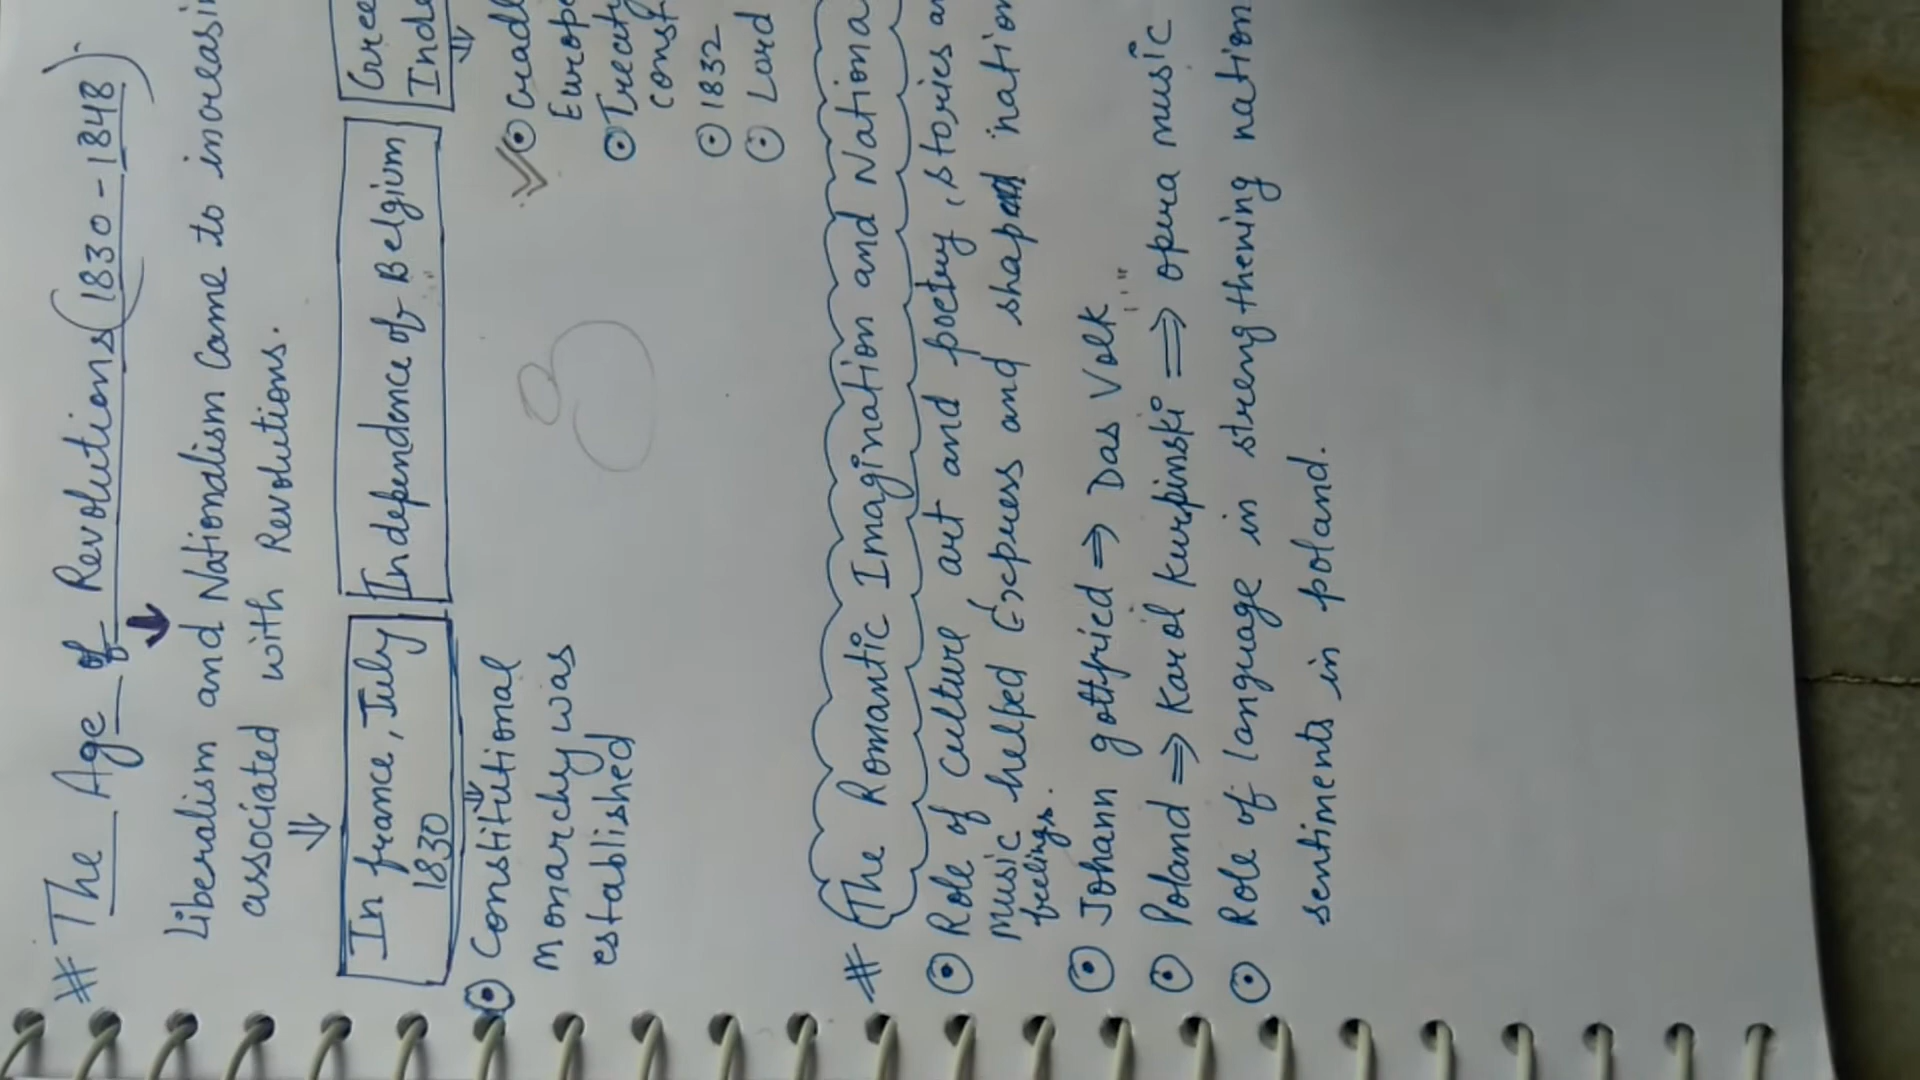 # The Age of Revolutions (1830-1848)
Liberalism and Nationalism Came to increasi
associated with Revolutions.
In france, July
1830
Independence of Belgium
Gree
Inde
Constitutional
Monarchy was
established
Cradl
Europe
Treaty
const
1832
Lord
# The Romantic Imagination and Nationa
Role of culture art and poetry, stories an
Music helped Express and shaped nation
feelings.
Johann gottfried ⇒ Das Volk
Poland ⇒ Karol Kurpinski ⇒ opera music
Role of language in strengthening nation
sentiments in poland.